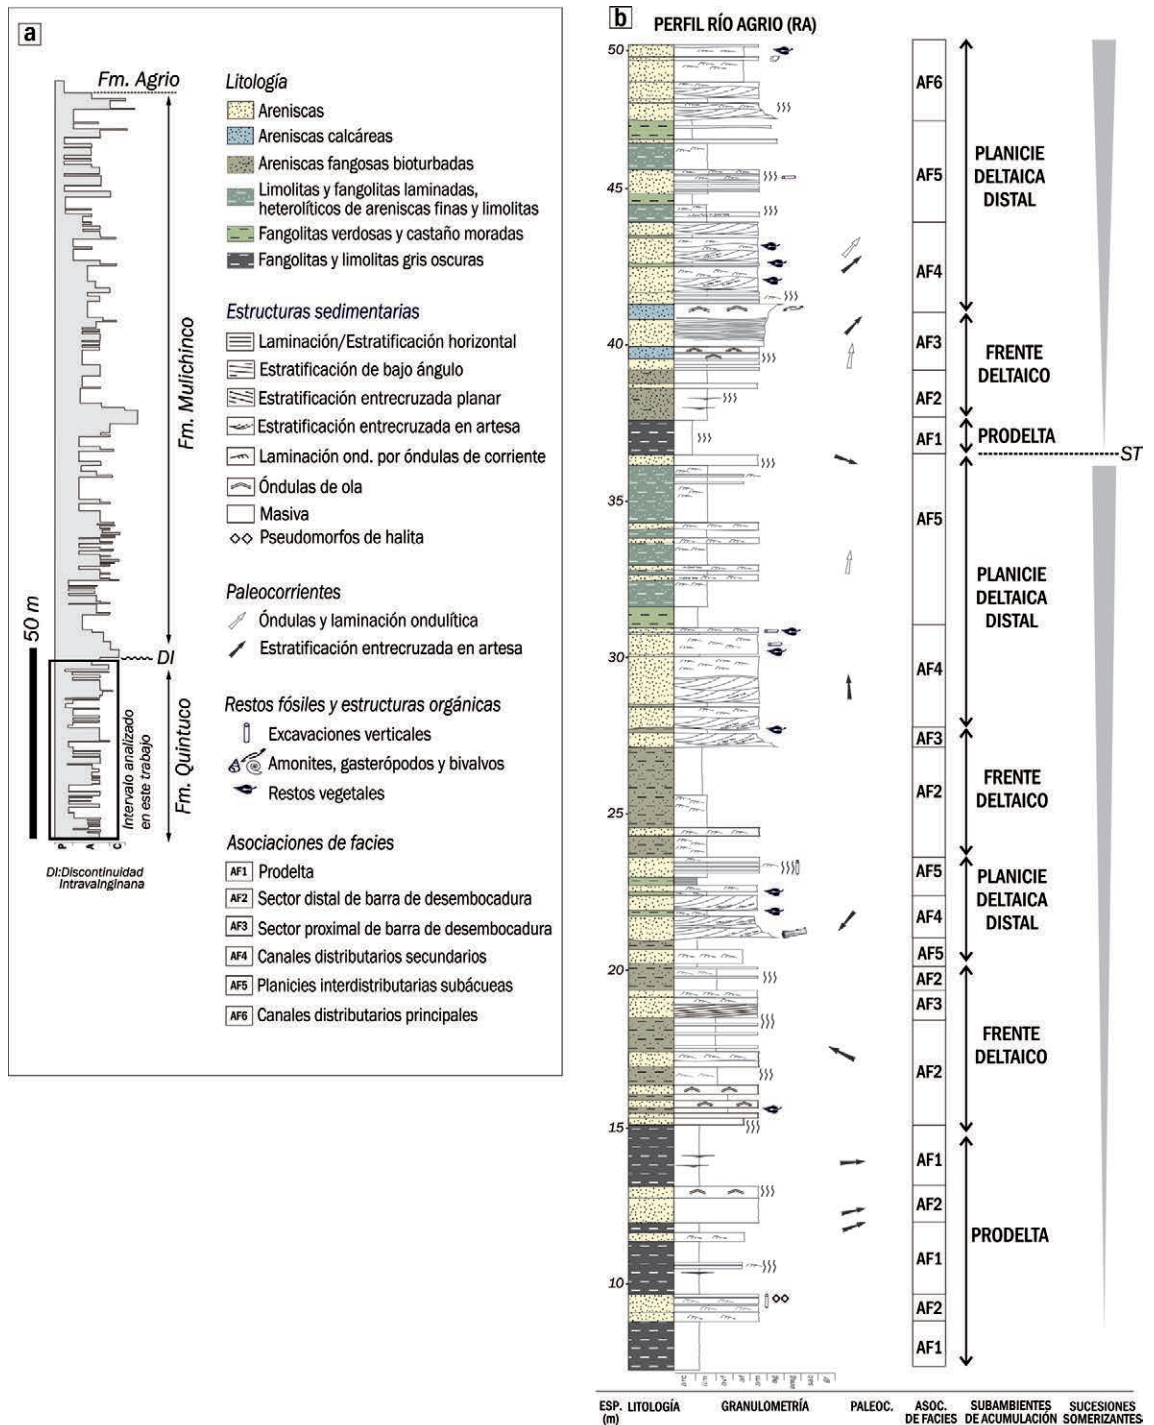 a
Fm. Agrio
Fm. Mulichinco
DI
50 m
Intervalo analizado
en este trabajo
Fm. Quintuco
P A C
DI:Discontinuidad
Intravalnginana
Litología
Areniscas
Areniscas calcáreas
Areniscas fangosas bioturbadas
Limolitas y fangolitas laminadas,
heterolíticos de areniscas finas y limolitas
Fangolitas verdosas y castaño moradas
Fangolitas y limolitas gris oscuras
Estructuras sedimentarias
Laminación/Estratificación horizontal
Estratificación de bajo ángulo
Estratificación entrecruzada planar
Estratificación entrecruzada en artesa
Laminación ond. por óndulas de corriente
Óndulas de ola
Masiva
Pseudomorfos de halita
Paleocorrientes
Óndulas y laminación ondulítica
Estratificación entrecruzada en artesa
Restos fósiles y estructuras orgánicas
Excavaciones verticales
Amonites, gasterópodos y bivalvos
Restos vegetales
Asociaciones de facies
AF1 Prodelta
AF2 Sector distal de barra de desembocadura
AF3 Sector proximal de barra de desembocadura
AF4 Canales distributarios secundarios
AF5 Planicies interdistributarias subácueas
AF6 Canales distributarios principales
b
PERFIL RÍO AGRIO (RA)
50
45
40
35
30
25
20
15
10
AF6
AF5
AF4
AF3
AF2
AF1
AF5
AF4
AF3
AF2
AF5
AF4
AF5
AF2
AF3
AF2
AF1
AF2
AF1
AF2
AF1
PLANICIE
DELTAICA
DISTAL
FRENTE
DELTAICO
PRODELTA
ST
PLANICIE
DELTAICA
DISTAL
FRENTE
DELTAICO
PLANICIE
DELTAICA
DISTAL
FRENTE
DELTAICO
PRODELTA
ESP.
(m)
LITOLOGÍA
GRANULOMETRÍA
PALEOC.
ASOC.
DE FACIES
SUBAMBIENTES
DE ACUMULACIÓN
SUCESIONES
SOMERIZANTES